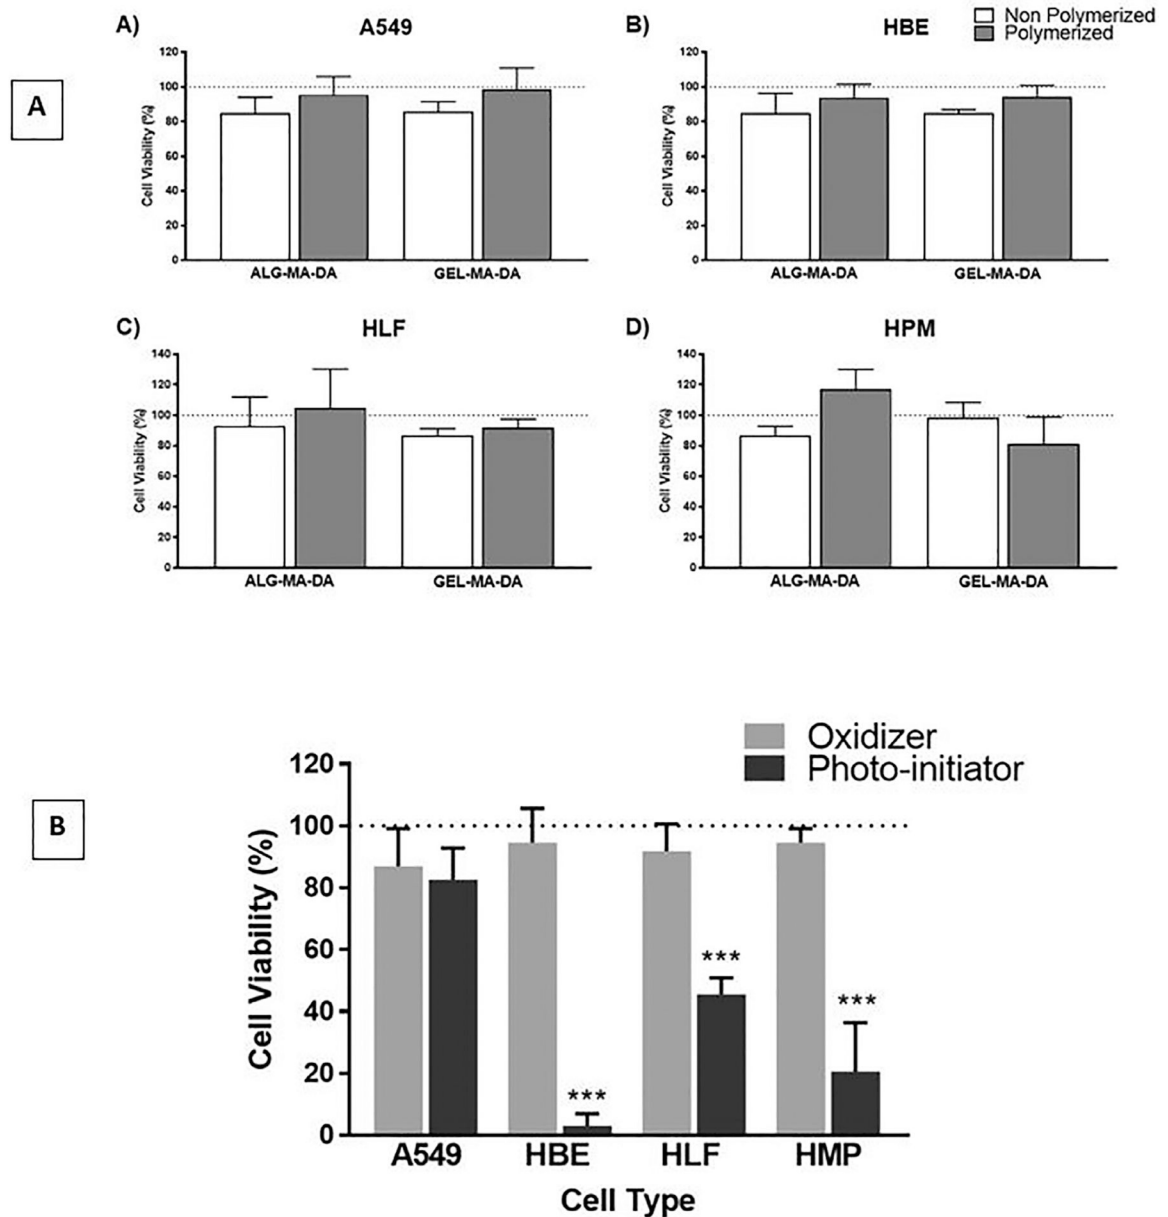 A
A) A549
Cell Viability (%)
120
100
80
60
40
20
0
ALG-MA-DA GEL-MA-DA
B) HBE
Non Polymerized
Polymerized
Cell Viability (%)
120
100
80
60
40
20
0
ALG-MA-DA GEL-MA-DA
C) HLF
Cell Viability (%)
140
120
100
80
60
40
20
0
ALG-MA-DA GEL-MA-DA
D) HPM
Cell Viability (%)
140
120
100
80
60
40
20
0
ALG-MA-DA GEL-MA-DA
B
Oxidizer
Photo-initiator
Cell Viability (%)
120
100
80
60
40
20
0
***
***
***
A549 HBE HLF HMP
Cell Type